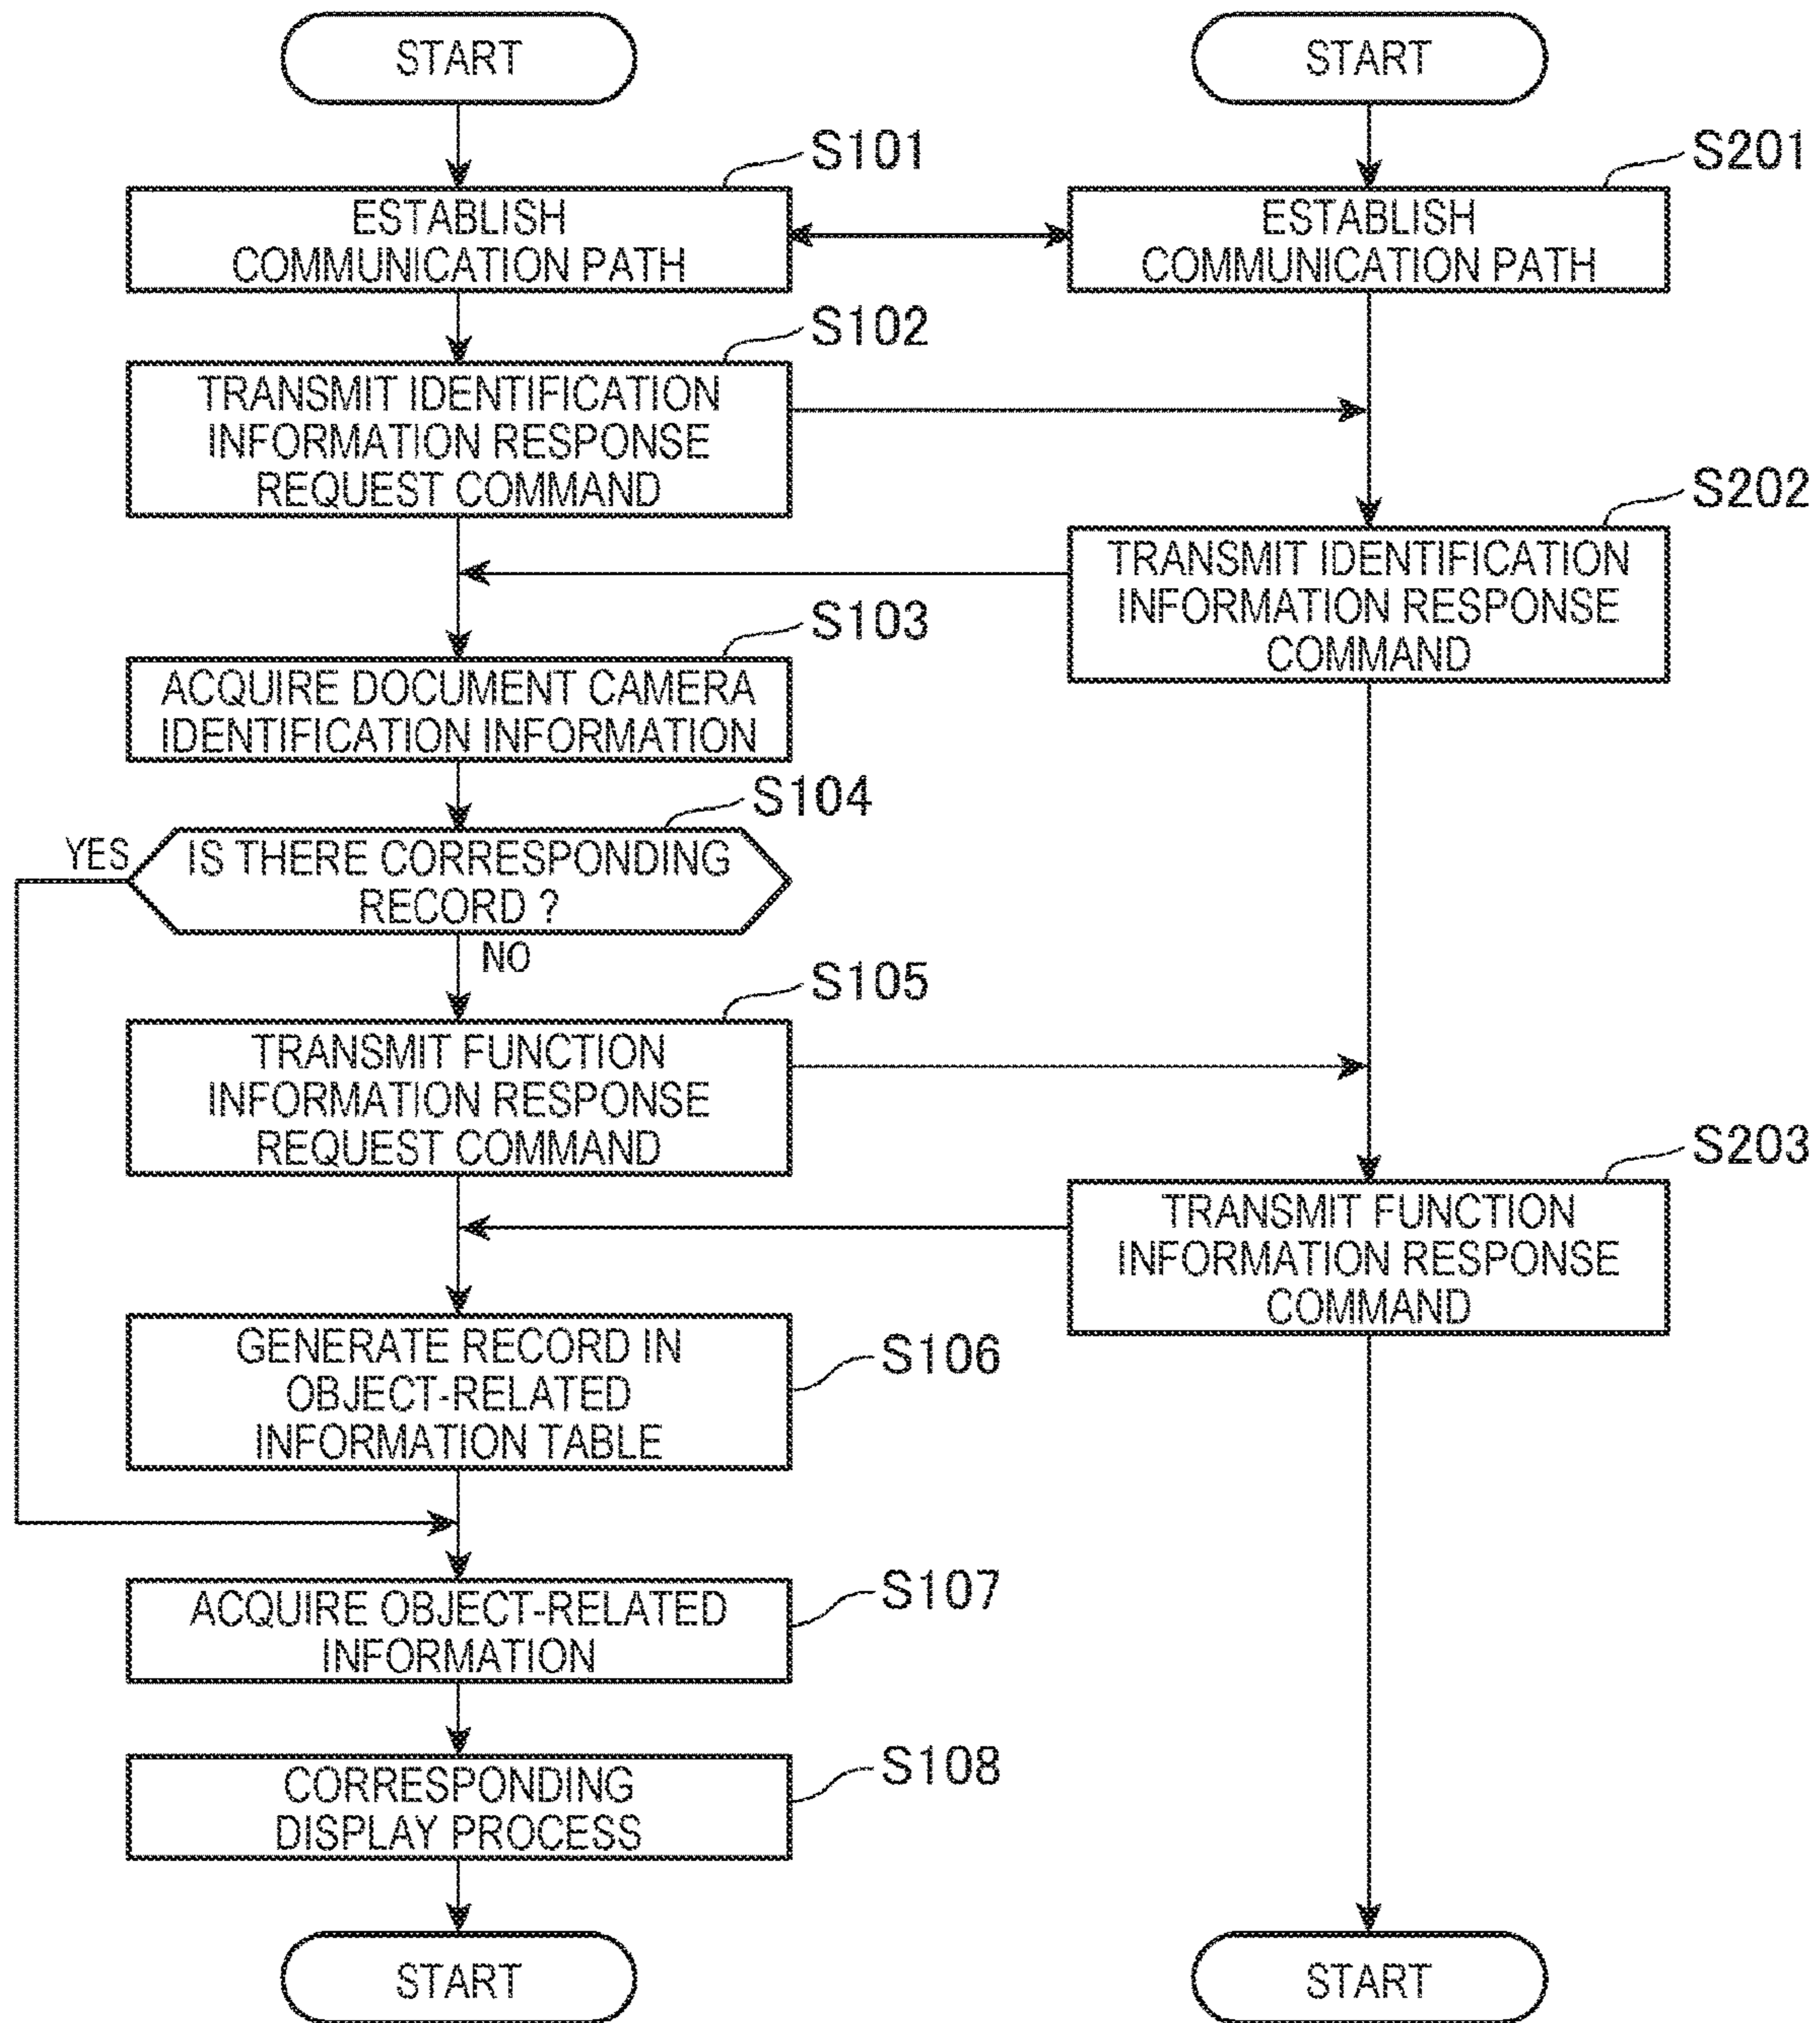 START
START
S101
S201
ESTABLISH
COMMUNICATION PATH
ESTABLISH
COMMUNICATION PATH
S102
TRANSMIT IDENTIFICATION
INFORMATION RESPONSE
REQUEST COMMAND
S202
TRANSMIT IDENTIFICATION
INFORMATION RESPONSE
COMMAND
S103
ACQUIRE DOCUMENT CAMERA
IDENTIFICATION INFORMATION
S104
YES
IS THERE CORRESPONDING
RECORD ?
NO
S105
TRANSMIT FUNCTION
INFORMATION RESPONSE
REQUEST COMMAND
S203
TRANSMIT FUNCTION
INFORMATION RESPONSE
COMMAND
GENERATE RECORD IN
OBJECT-RELATED
INFORMATION TABLE
S106
ACQUIRE OBJECT-RELATED
INFORMATION
S107
CORRESPONDING
DISPLAY PROCESS
S108
START
START